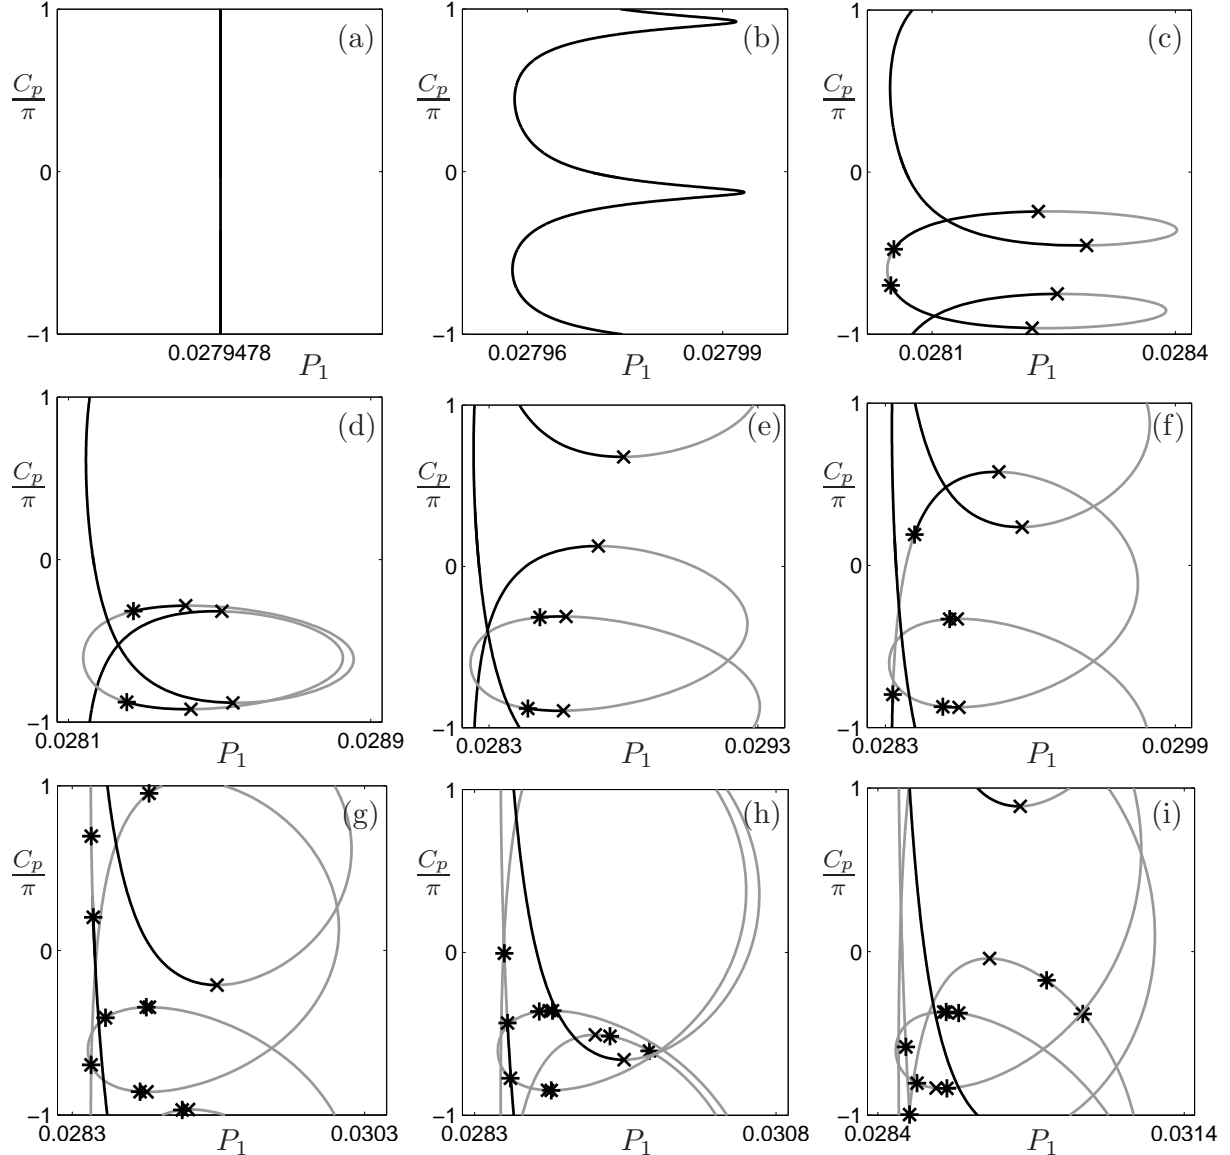 1 (a) 1 (b) 1 (c)
C_p/π C_p/π
0 0 0
−1 −1 −1
0.0279478 P_1 0.02796 0.02799 P_1 0.0281 0.0284 P_1
1 (d) 1 (e) 1 (f)
C_p/π C_p/π
0 0 0
−1 −1 −1
0.0281 0.0289 P_1 0.0283 0.0293 P_1 0.0283 0.0299 P_1
1 (g) 1 (h) 1 (i)
C_p/π C_p/π
0 0 0
−1 −1 −1
0.0283 0.0303 P_1 0.0283 0.0308 P_1 0.0284 0.0314 P_1